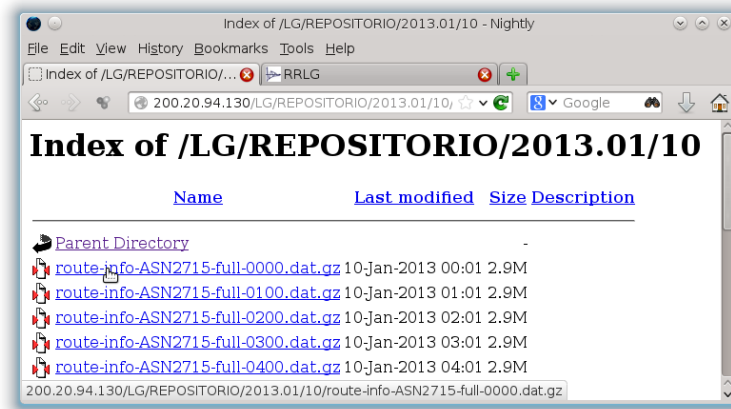 Index of /LG/REPOSITORIO/2013.01/10 - Nightly
File Edit View History Bookmarks Tools Help
Index of /LG/REPOSITORIO/... RRLG
200.20.94.130/LG/REPOSITORIO/2013.01/10/ Google
Index of /LG/REPOSITORIO/2013.01/10
Name Last modified Size Description
Parent Directory -
route-info-ASN2715-full-0000.dat.gz 10-Jan-2013 00:01 2.9M
route-info-ASN2715-full-0100.dat.gz 10-Jan-2013 01:01 2.9M
route-info-ASN2715-full-0200.dat.gz 10-Jan-2013 02:01 2.9M
route-info-ASN2715-full-0300.dat.gz 10-Jan-2013 03:01 2.9M
route-info-ASN2715-full-0400.dat.gz 10-Jan-2013 04:01 2.9M
200.20.94.130/LG/REPOSITORIO/2013.01/10/route-info-ASN2715-full-0000.dat.gz